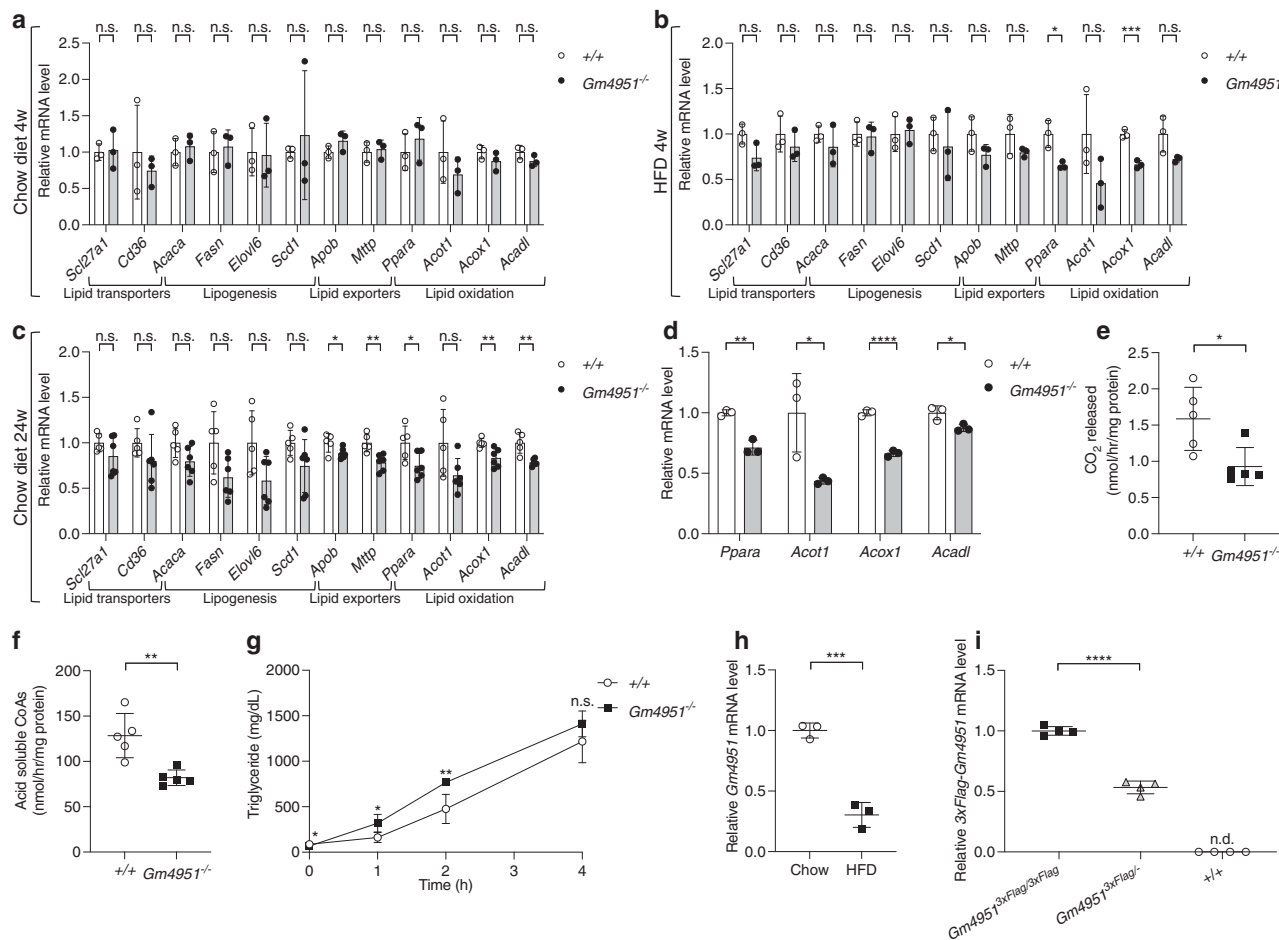 a
Chow diet 4w
Relative mRNA level
2.5
2.0
1.5
1.0
0.5
0.0
n.s. n.s. n.s. n.s. n.s. n.s. n.s. n.s. n.s. n.s. n.s. n.s.
+/+
Gm4951-/-
Scl27a1 Cd36 Acaca Fasn Elovl6 Scd1 Apob Mttp Ppara Acot1 Acox1 Acadl
Lipid transporters Lipogenesis Lipid exporters Lipid oxidation
b
HFD 4w
Relative mRNA level
2.0
1.5
1.0
0.5
0.0
n.s. n.s. n.s. n.s. n.s. n.s. n.s. n.s. * n.s. *** n.s.
+/+
Gm4951
Scl27a1 Cd36 Acaca Fasn Elovl6 Scd1 Apob Mttp Ppara Acot1 Acox1 Acadl
Lipid transporters Lipogenesis Lipid exporters Lipid oxidation
c
Chow diet 24w
Relative mRNA level
2.0
1.5
1.0
0.5
0.0
n.s. n.s. n.s. n.s. n.s. n.s. * ** * n.s. ** **
+/+
Gm4951-/-
Scl27a1 Cd36 Acaca Fasn Elovl6 Scd1 Apob Mttp Ppara Acot1 Acox1 Acadl
Lipid transporters Lipogenesis Lipid exporters Lipid oxidation
d
Relative mRNA level
1.5
1.0
0.5
0.0
** * **** *
+/+
Gm4951-/-
Ppara Acot1 Acox1 Acadl
e
CO2 released
(nmol/hr/mg protein)
2.5
2.0
1.5
1.0
0.5
0.0
*
+/+ Gm4951-/-
f
Acid soluble CoAs
(nmol/hr/mg protein)
200
150
100
50
0
**
+/+ Gm4951-/-
g
Triglyceride (mg/dL)
2000
1500
1000
500
0
* * ** n.s.
+/+
Gm4951-/-
0 1 2 3 4
Time (h)
h
Relative Gm4951 mRNA level
1.5
1.0
0.5
0.0
***
Chow HFD
i
Relative 3xFlag-Gm4951 mRNA level
1.5
1.0
0.5
0
****
n.d.
Gm4951 3xFlag/3xFlag
Gm4951 3xFlag/-
+/+